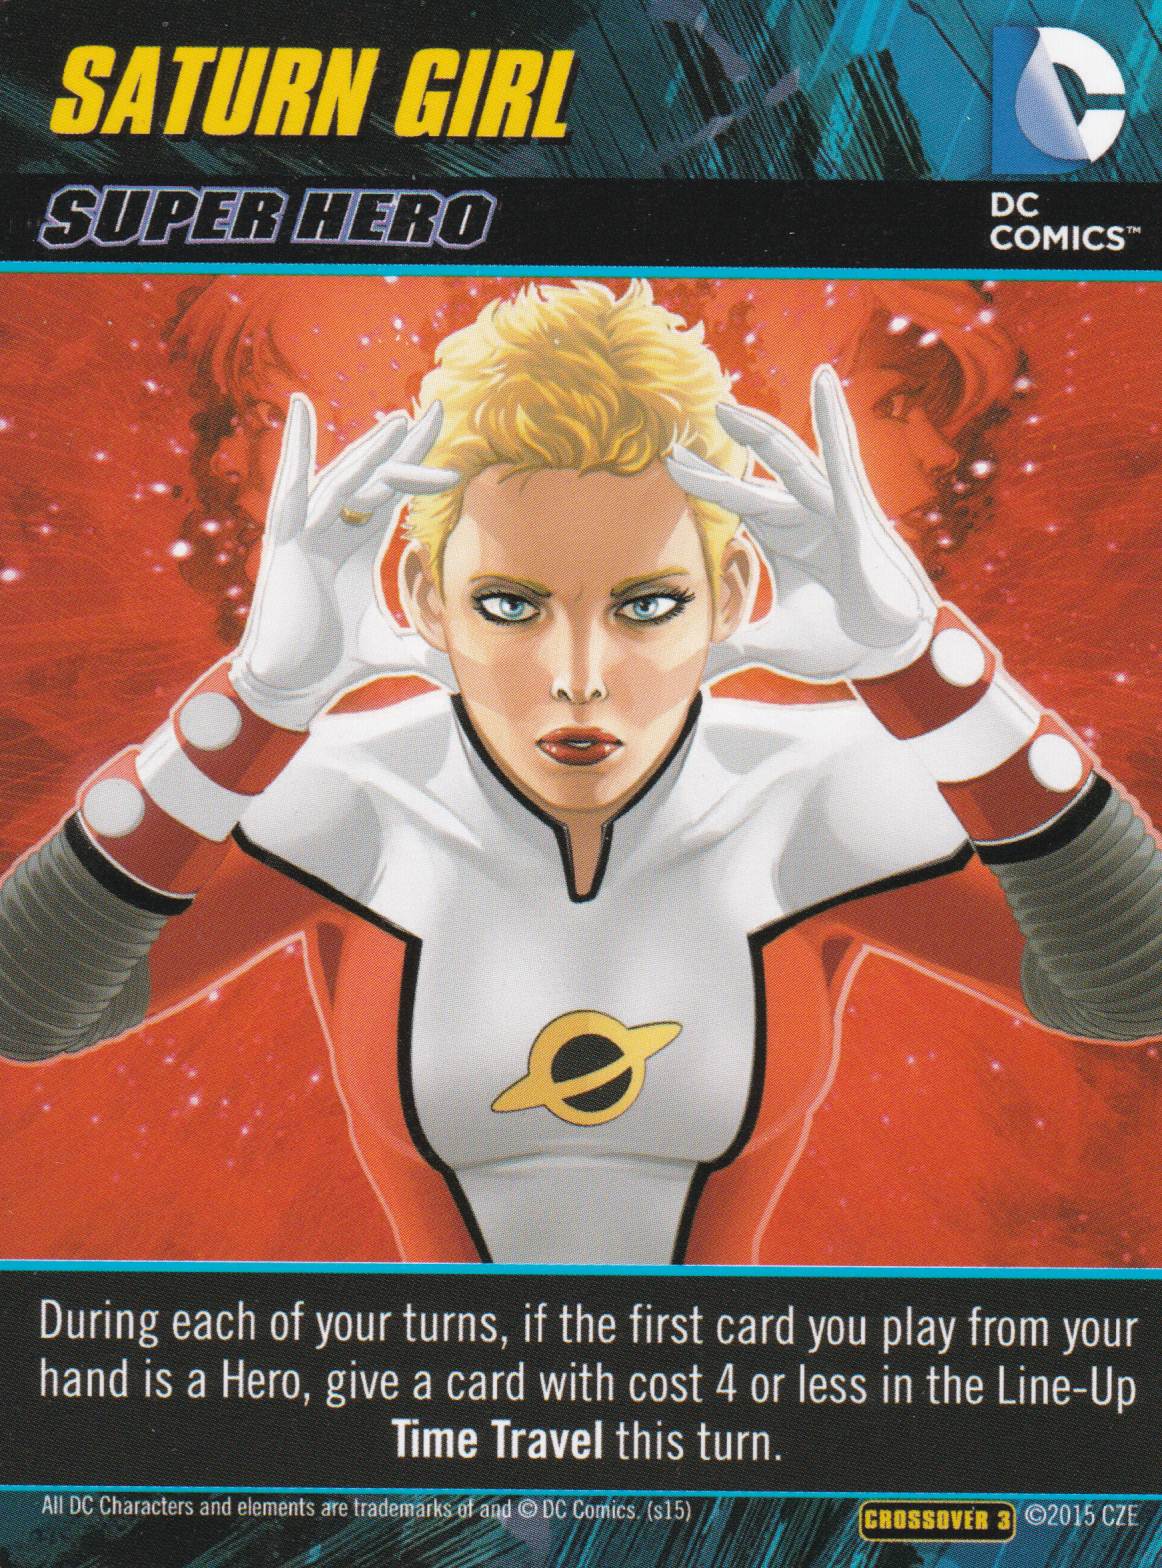 SATURN GIRL
SUPER HERO
DC
COMICS™
During each of your turns, if the first card you play from your
hand is a Hero, give a card with cost 4 or less in the Line-Up
Time Travel this turn.
All DC Characters and elements are trademarks of and © DC Comics. (s15)
CROSSOVER 3
©2015 CZE